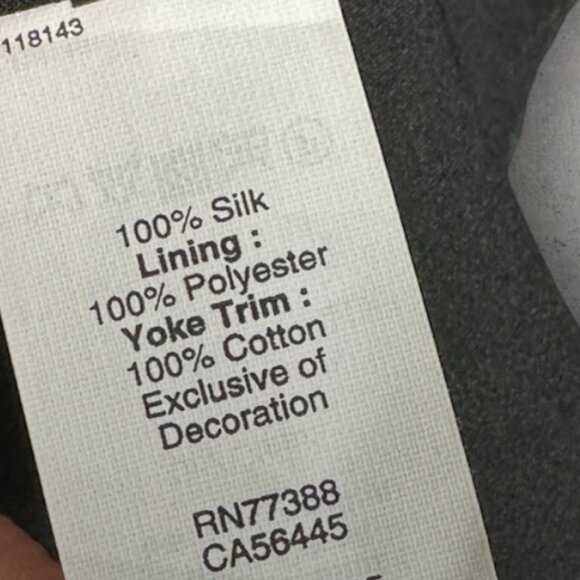 118143
100% Silk
Lining :
100% Polyester
Yoke Trim :
100% Cotton
Exclusive of
Decoration
RN77388
CA56445